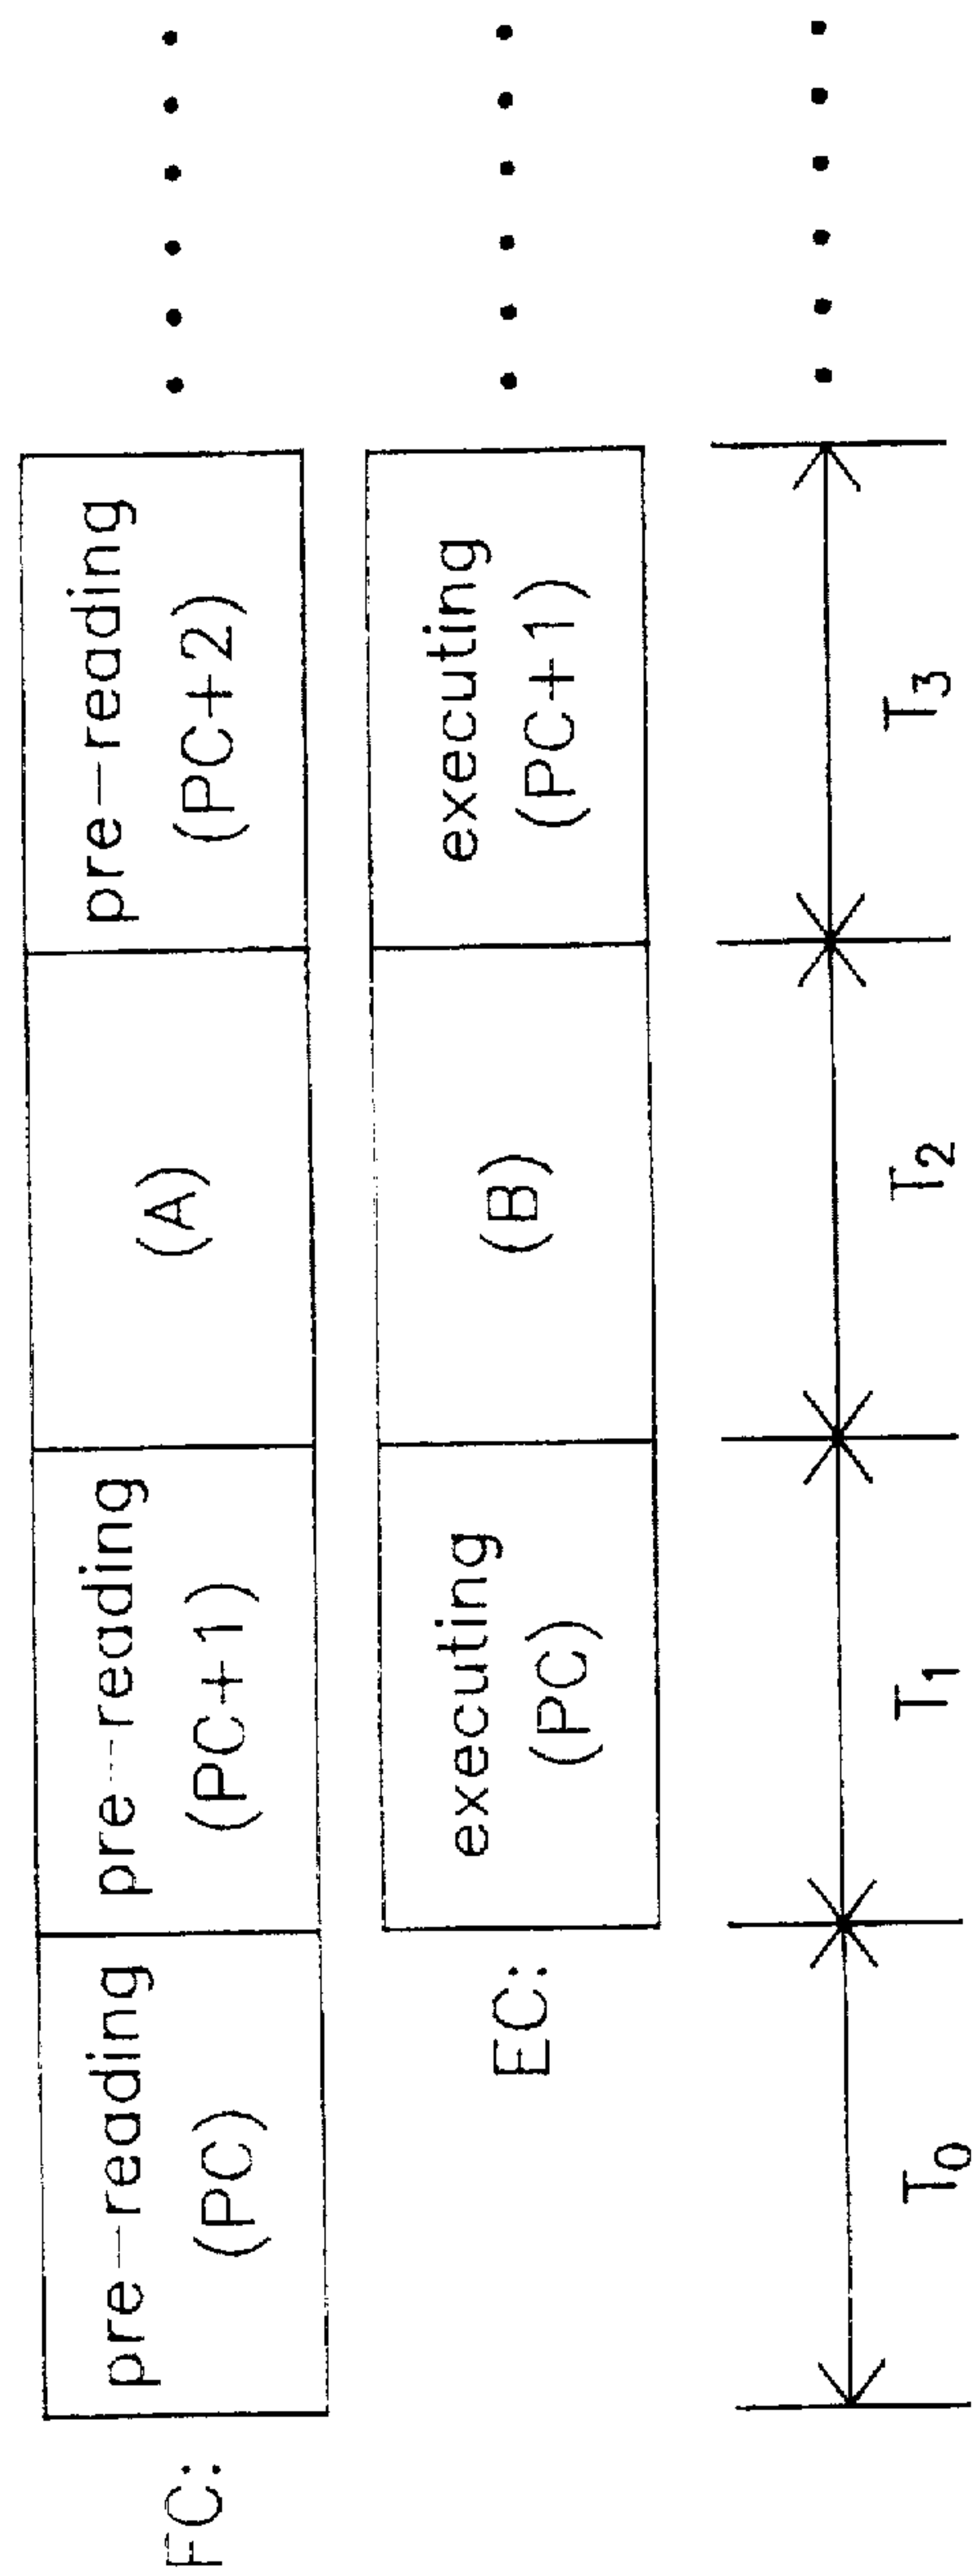 FC:
pre-reading
(PC)
pre-reading
(PC+1)
(A)
pre-reading
(PC+2)
EC:
executing
(PC)
(B)
executing
(PC+1)
T0
T1
T2
T3